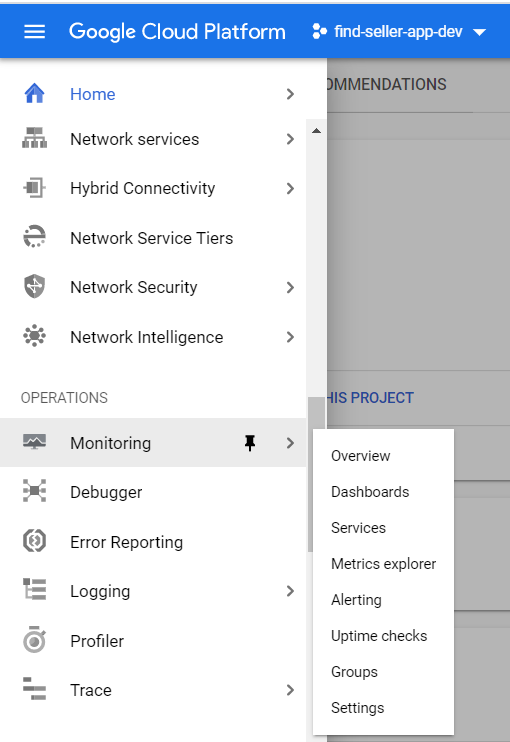 Google Cloud Platform find-seller-app-dev
Home
OMMENDATIONS
Network services
Hybrid Connectivity
Network Service Tiers
Network Security
Network Intelligence
OPERATIONS
HIS PROJECT
Monitoring
Debugger
Error Reporting
Logging
Profiler
Trace
Overview
Dashboards
Services
Metrics explorer
Alerting
Uptime checks
Groups
Settings